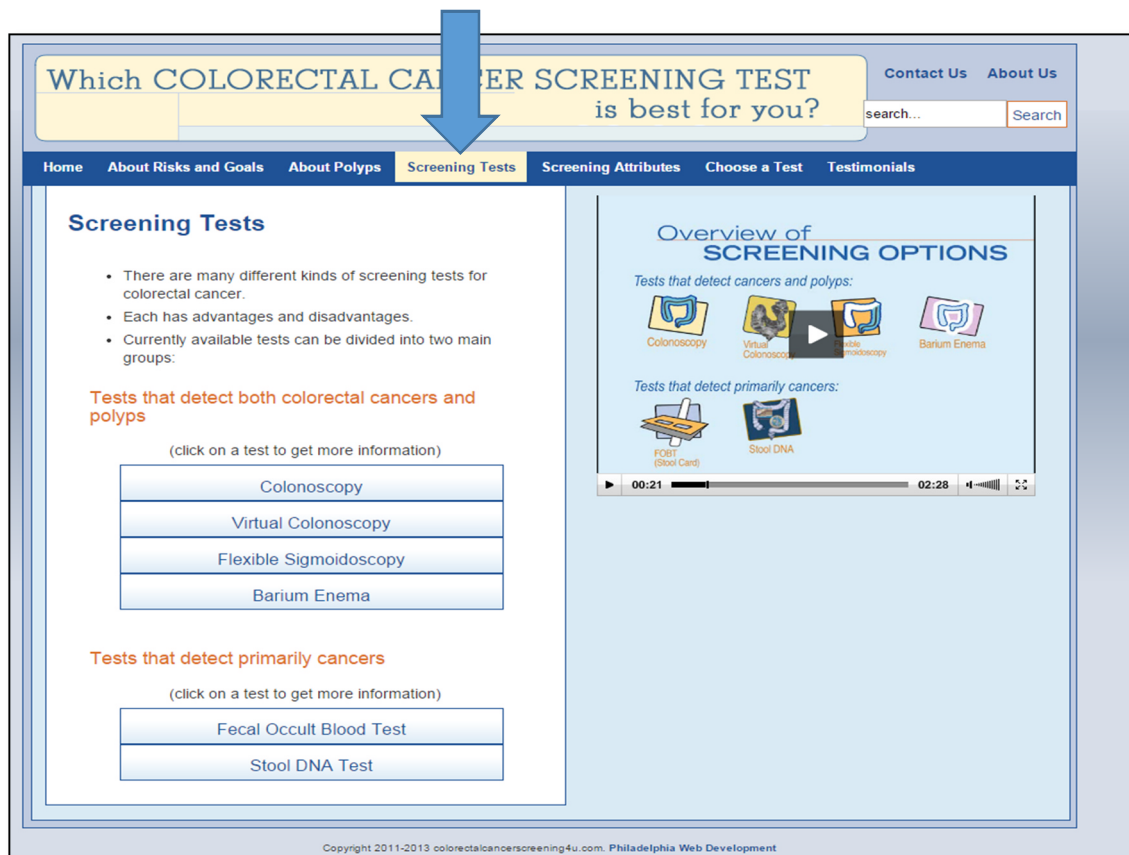 Which COLORECTAL CANCER SCREENING TEST
is best for you?
Contact Us About Us
search... Search
Home About Risks and Goals About Polyps Screening Tests Screening Attributes Choose a Test Testimonials
Screening Tests
• There are many different kinds of screening tests for
colorectal cancer.
• Each has advantages and disadvantages.
• Currently available tests can be divided into two main
groups:
Tests that detect both colorectal cancers and
polyps
(click on a test to get more information)
Colonoscopy
Virtual Colonoscopy
Flexible Sigmoidoscopy
Barium Enema
Tests that detect primarily cancers
(click on a test to get more information)
Fecal Occult Blood Test
Stool DNA Test
Overview of
SCREENING OPTIONS
Tests that detect cancers and polyps:
Colonoscopy
Virtual
Colonoscopy
Flexible
Sigmoidoscopy
Barium Enema
Tests that detect primarily cancers:
FOBT
(Stool Card)
Stool DNA
00:21 02:28
Copyright 2011-2013 colorectalcancerscreening4u.com. Philadelphia Web Development